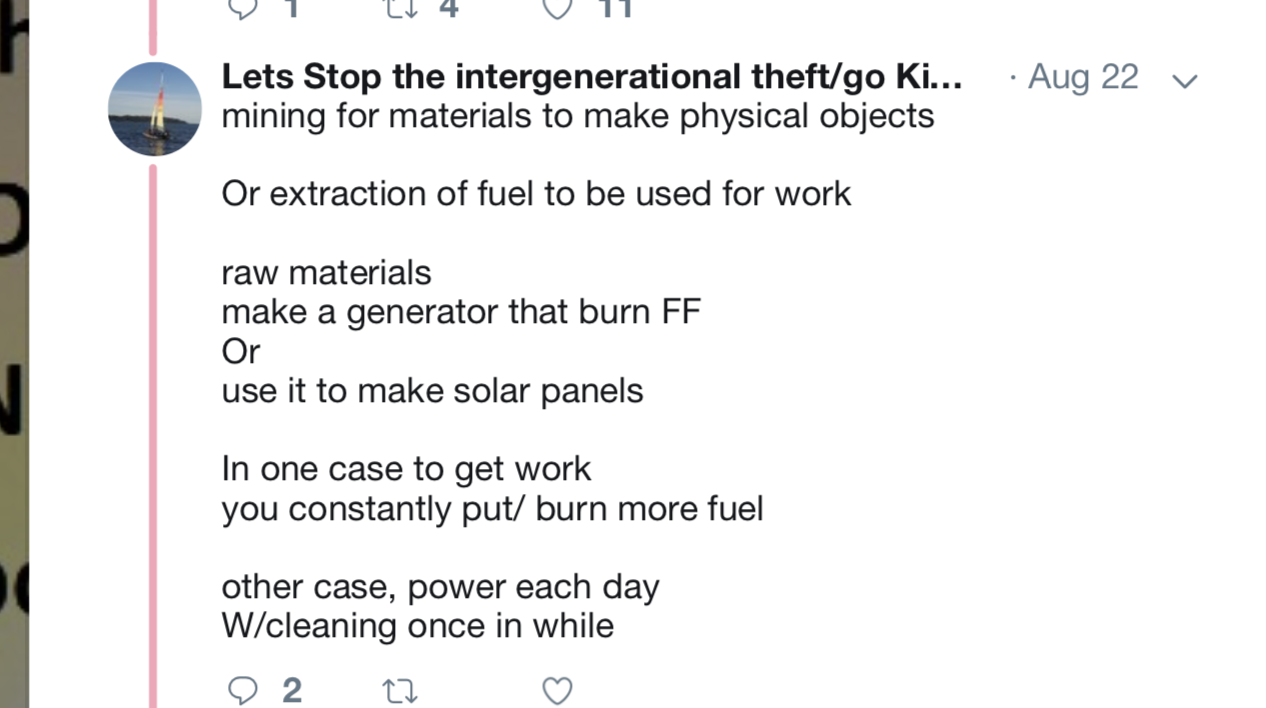 1 4 11
Lets Stop the intergenerational theft/go Ki... · Aug 22
mining for materials to make physical objects
Or extraction of fuel to be used for work
raw materials
make a generator that burn FF
Or
use it to make solar panels
In one case to get work
you constantly put/ burn more fuel
other case, power each day
W/cleaning once in while
2